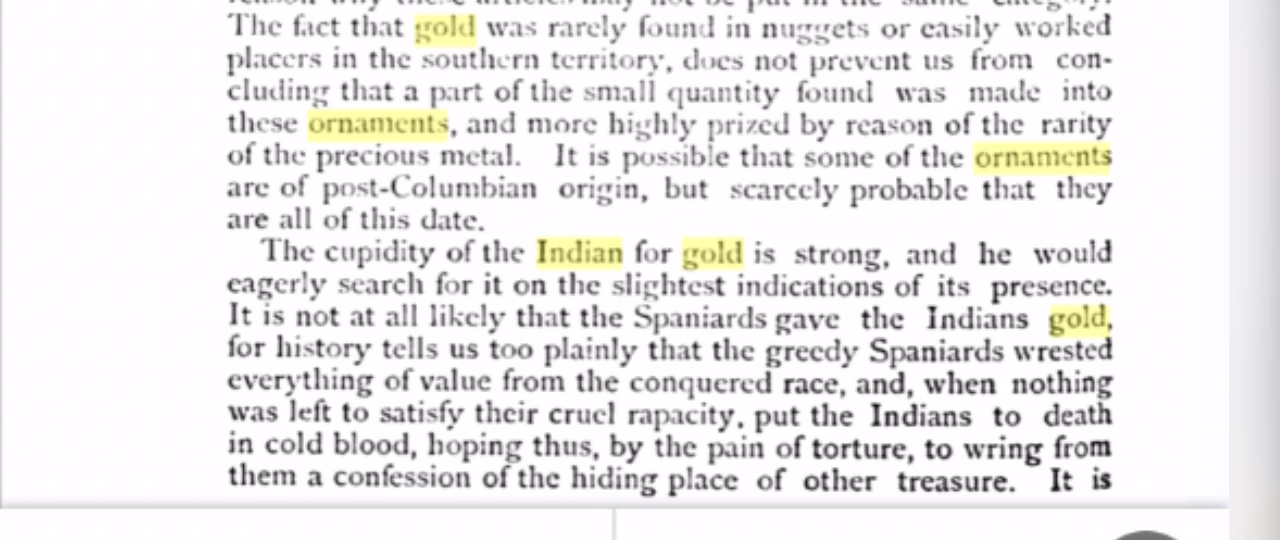 The fact that gold was rarely found in nuggets or easily worked
placers in the southern territory, does not prevent us from con-
cluding that a part of the small quantity found was made into
these ornaments, and more highly prized by reason of the rarity
of the precious metal. It is possible that some of the ornaments
are of post-Columbian origin, but scarcely probable that they
are all of this date.
The cupidity of the Indian for gold is strong, and he would
eagerly search for it on the slightest indications of its presence.
It is not at all likely that the Spaniards gave the Indians gold,
for history tells us too plainly that the greedy Spaniards wrested
everything of value from the conquered race, and, when nothing
was left to satisfy their cruel rapacity, put the Indians to death
in cold blood, hoping thus, by the pain of torture, to wring from
them a confession of the hiding place of other treasure. It is